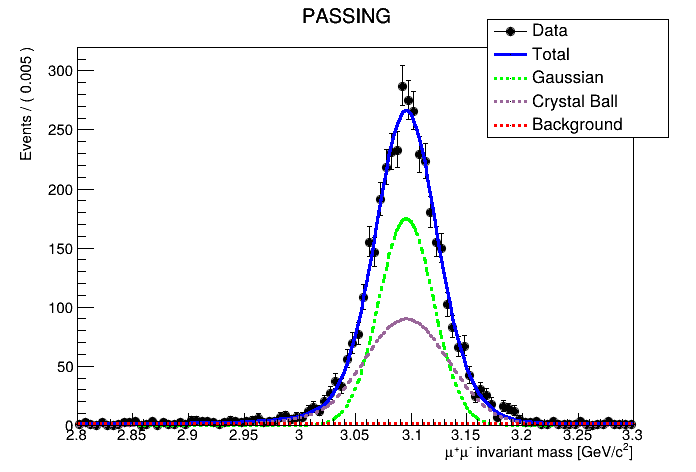 PASSING
Data
Total
Gaussian
Crystal Ball
Background
Events / ( 0.005 )
300
250
200
150
100
50
0
2.8 2.85 2.9 2.95 3 3.05 3.1 3.15 3.2 3.25 3.3
μ⁺μ⁻ invariant mass [GeV/c²]